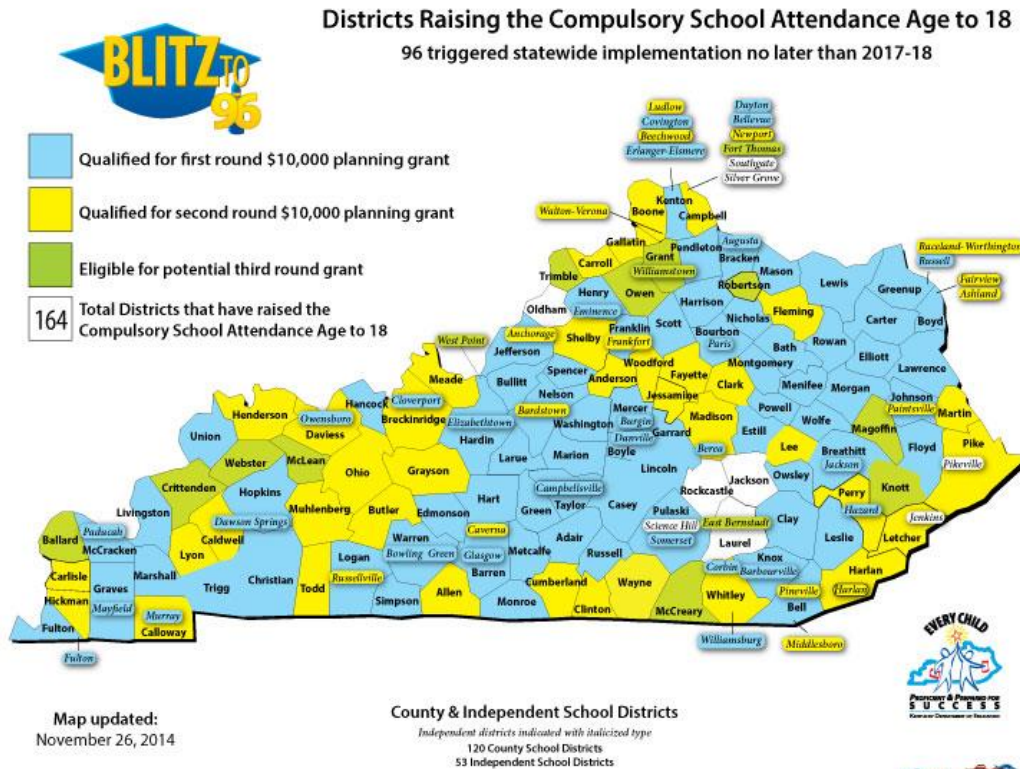 Districts Raising the Compulsory School Attendance Age to 18
96 triggered statewide implementation no later than 2017-18
BLITZ TO
96
Qualified for first round $10,000 planning grant
Qualified for second round $10,000 planning grant
Eligible for potential third round grant
164 Total Districts that have raised the
Compulsory School Attendance Age to 18
Ludlow
Covington
Beechwood
Erlanger-Elsmere
Dayton
Bellevue
Newport
Fort Thomas
Southgate
Silver Grove
Walton-Verona
Boone
Kenton
Campbell
Gallatin
Carroll
Grant
Pendleton
Augusta
Bracken
Raceland-Worthington
Russell
Fairview
Ashland
Trimble
Williamstown
Owen
Robertson
Mason
Lewis
Greenup
Oldham
Henry
Eminence
Harrison
Nicholas
Fleming
Carter
Boyd
Anchorage
Shelby
Franklin
Frankfort
Scott
Bourbon
Paris
Bath
Rowan
Elliott
West Point
Jefferson
Spencer
Woodford
Fayette
Montgomery
Lawrence
Meade
Bullitt
Nelson
Anderson
Jessamine
Clark
Menifee
Morgan
Johnson
Paintsville
Martin
Hancock
Cloverport
Breckinridge
Elizabethtown
Hardin
Bardstown
Washington
Mercer
Burgin
Danville
Boyle
Garrard
Madison
Berea
Estill
Powell
Wolfe
Magoffin
Floyd
Pike
Pikeville
Henderson
Owensboro
Daviess
Union
Webster
McLean
Ohio
Grayson
Larue
Marion
Lincoln
Rockcastle
Jackson
Lee
Owsley
Breathitt
Jackson
Perry
Hazard
Knott
Jenkins
Letcher
Crittenden
Hopkins
Muhlenberg
Butler
Edmonson
Hart
Green
Campbellsville
Taylor
Casey
Pulaski
Science Hill
Somerset
East Bernstadt
Laurel
Clay
Leslie
Livingston
Dawson Springs
Caldwell
Lyon
Warren
Bowling Green
Caverna
Glasgow
Barren
Metcalfe
Adair
Russell
Corbin
Knox
Barbourville
Harlan
Harlan
Ballard
Paducah
McCracken
Carlisle
Graves
Marshall
Trigg
Christian
Todd
Logan
Russellville
Simpson
Allen
Monroe
Cumberland
Clinton
Wayne
McCreary
Whitley
Pineville
Bell
Hickman
Mayfield
Murray
Calloway
Fulton
Fulton
Williamsburg
Middlesboro
EVERY CHILD
PROFICIENT & PREPARED FOR
SUCCESS
KENTUCKY DEPARTMENT OF EDUCATION
Map updated:
November 26, 2014
County & Independent School Districts
Independent districts indicated with italicized type
120 County School Districts
53 Independent School Districts